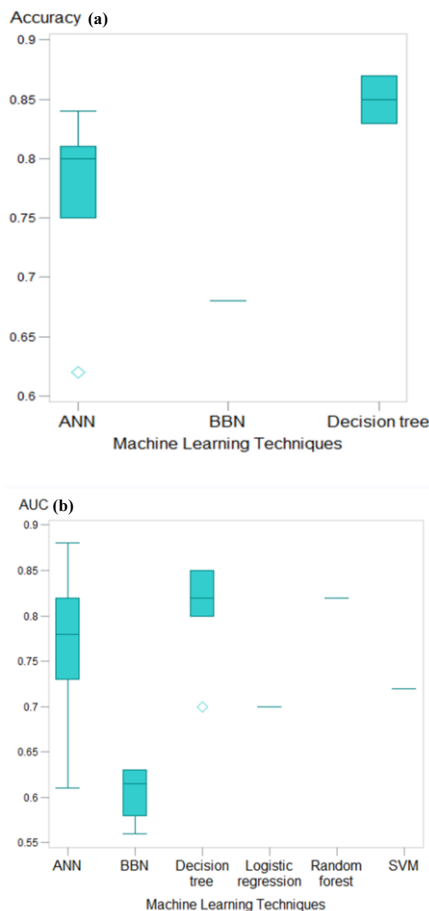 Accuracy (a)
0.9
0.85
0.8
0.75
0.7
0.65
0.6
ANN BBN Decision tree
Machine Learning Techniques
AUC (b)
0.9
0.85
0.8
0.75
0.7
0.65
0.6
0.55
ANN BBN Decision Logistic Random SVM
tree regression forest
Machine Learning Techniques